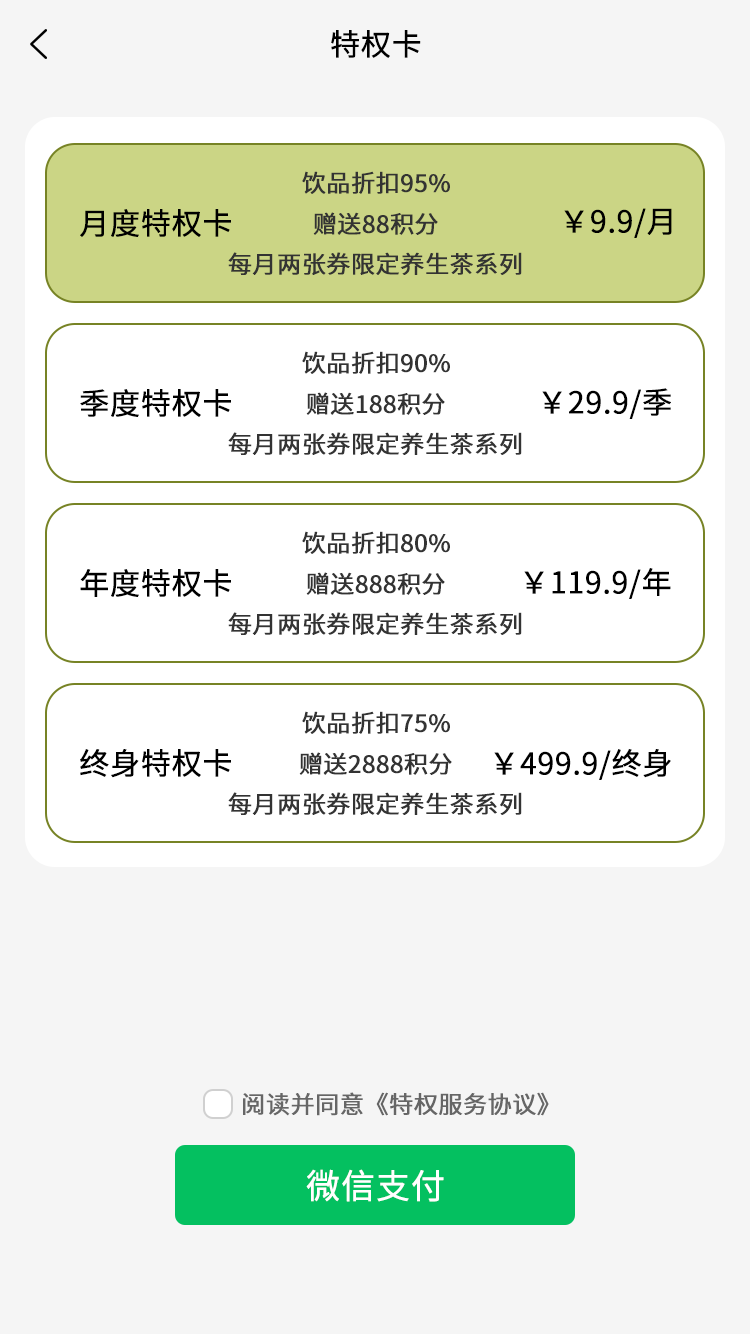 特权卡
饮品折扣95%
月度特权卡
赠送88积分
￥9.9/月
每月两张券限定养生茶系列
饮品折扣90%
季度特权卡
赠送188积分
￥29.9/季
每月两张券限定养生茶系列
饮品折扣80%
年度特权卡
赠送888积分
￥119.9/年
每月两张券限定养生茶系列
饮品折扣75%
终身特权卡
赠送2888积分
￥499.9/终身
每月两张券限定养生茶系列
阅读并同意《特权服务协议》
微信支付